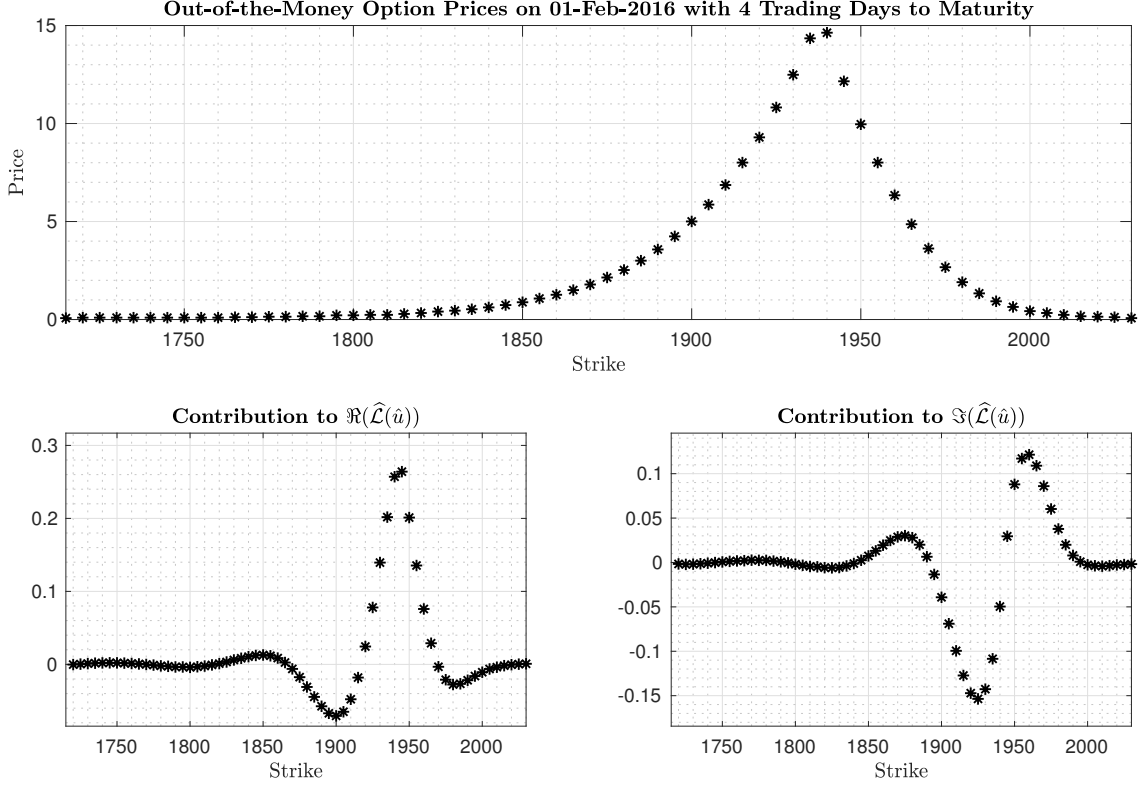 Out-of-the-Money Option Prices on 01-Feb-2016 with 4 Trading Days to Maturity
15
10
5
0
Price
1750 1800 1850 1900 1950 2000
Strike
Contribution to ℜ(ℒ̂(û))
0.3
0.2
0.1
0
1750 1800 1850 1900 1950 2000
Strike
Contribution to ℑ(ℒ̂(û))
0.1
0.05
0
-0.05
-0.1
-0.15
1750 1800 1850 1900 1950 2000
Strike